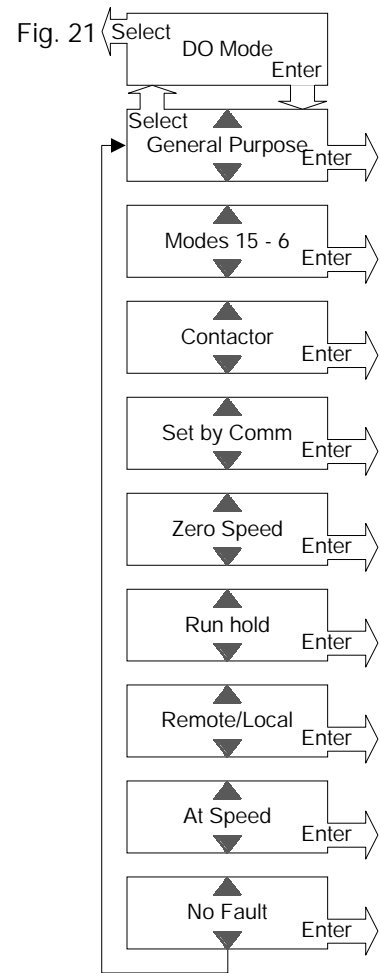 Fig. 21
Select
DO Mode
Enter
Select
General Purpose
Enter
Modes 15 - 6
Enter
Contactor
Enter
Set by Comm
Enter
Zero Speed
Enter
Run hold
Enter
Remote/Local
Enter
At Speed
Enter
No Fault
Enter